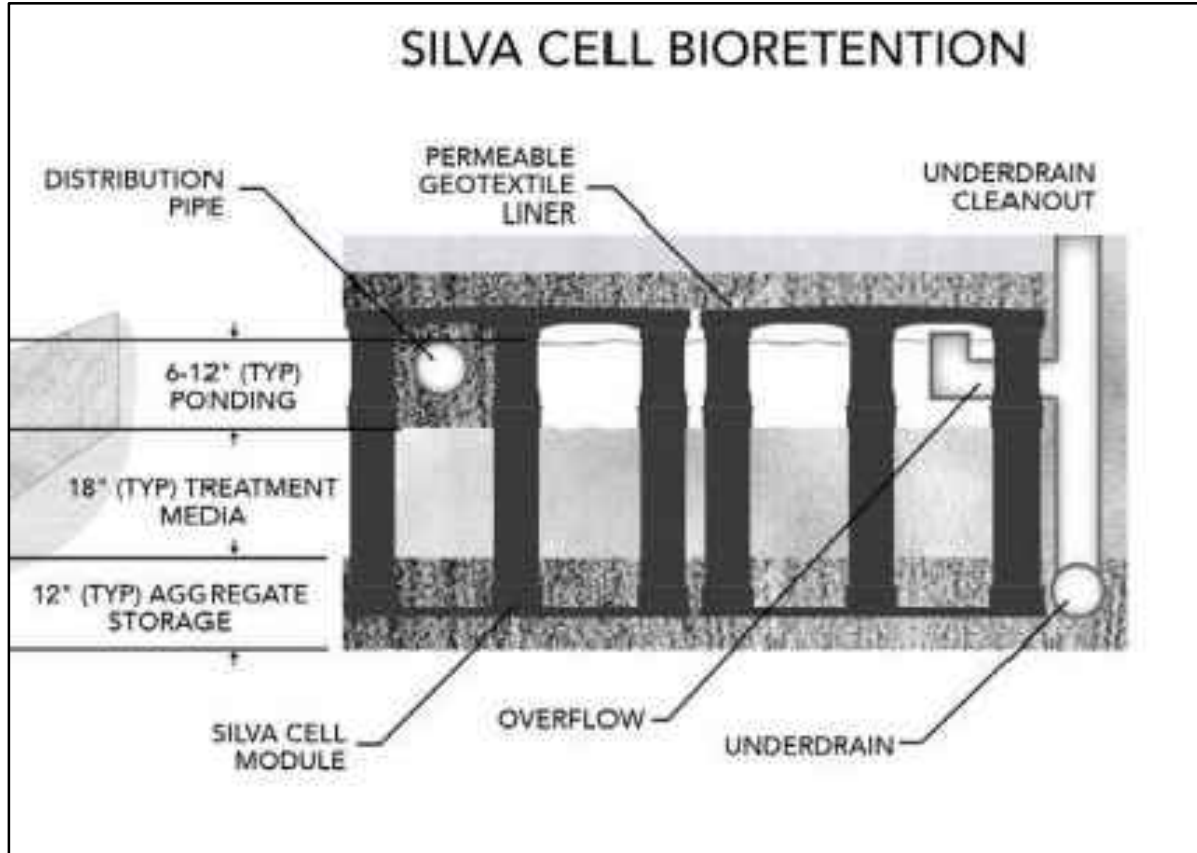 SILVA CELL BIORETENTION
DISTRIBUTION
PIPE
PERMEABLE
GEOTEXTILE
LINER
UNDERDRAIN
CLEANOUT
6-12" (TYP)
PONDING
18" (TYP) TREATMENT
MEDIA
12" (TYP) AGGREGATE
STORAGE
SILVA CELL
MODULE
OVERFLOW
UNDERDRAIN